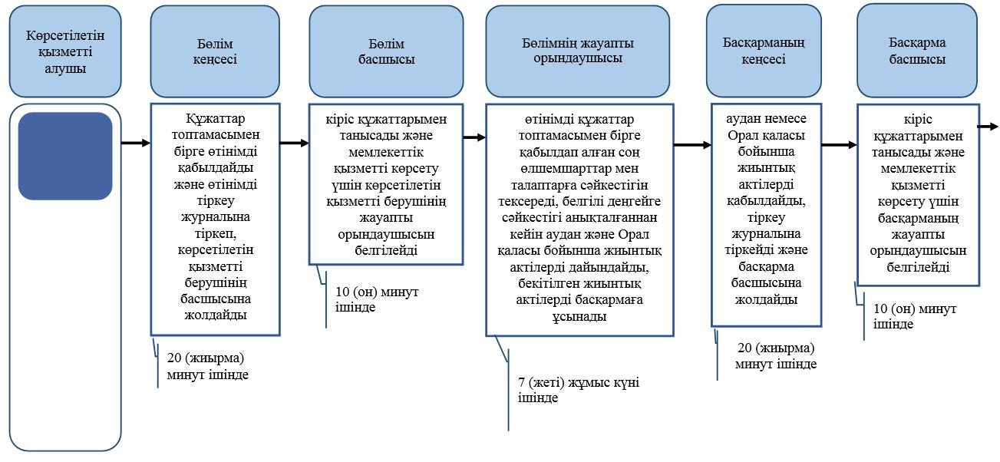 Көрсетілетін
қызметті
алушы
Бөлім
кеңсесі
Бөлім
басшысы
Бөлімнің жауапты
орындаушысы
Басқарманың
кеңсесі
Басқарма
басшысы
Құжаттар
топтамасымен
бірге өтінімді
қабылдайды
және өтінімді
тіркеу
журналына
тіркеп,
көрсетілетін
қызметті
берушінің
басшысына
жолдайды
кіріс құжаттарымен
танысады және
мемлекеттік
қызметті көрсету
үшін көрсетілетін
қызметті берушінің
жауапты
орындаушысын
белгілейді
өтінімді құжаттар
топтамасымен бірге
қабылдап алған соң
өлшемшарттар мен
талаптарға сәйкестігін
тексереді, белгілі деңгейге
сәйкестігі анықталғаннан
кейін аудан және Орал
қаласы бойынша жиынтық
актілерді дайындайды,
бекітілген жиынтық
актілерді басқармаға
ұсынады
аудан немесе
Орал қаласы
бойынша
жиынтық
актілерді
қабылдайды,
тіркеу
журналына
тіркейді және
басқарма
басшысына
жолдайды
кіріс
құжаттарымен
танысады және
мемлекеттік
қызметті
көрсету үшін
басқарманың
жауапты
орындаушысын
белгілейді
20 (жиырма)
минут ішінде
10 (он) минут
ішінде
7 (жеті) жұмыс күні
ішінде
20 (жиырма)
минут ішінде
10 (он) минут
ішінде